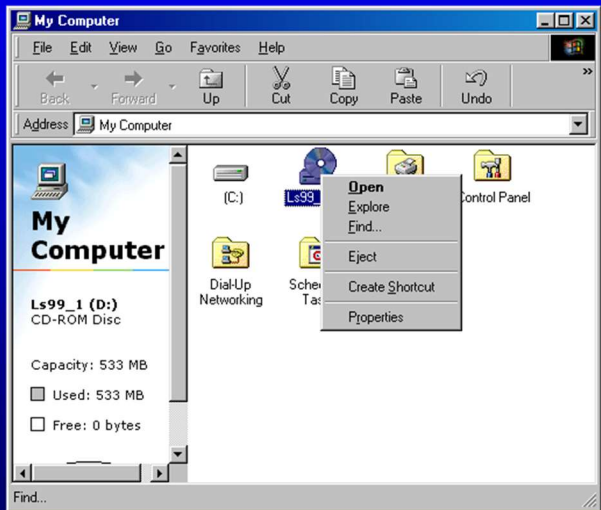 My Computer
File Edit View Go Favorites Help
Back Forward Up Cut Copy Paste Undo
Address My Computer
My
Computer
Ls99_1 (D:)
CD-ROM Disc
Capacity: 533 MB
Used: 533 MB
Free: 0 bytes
(C:)
Ls99_
Control Panel
Dial-Up
Networking
Open
Explore
Find...
Eject
Create Shortcut
Properties
Find...